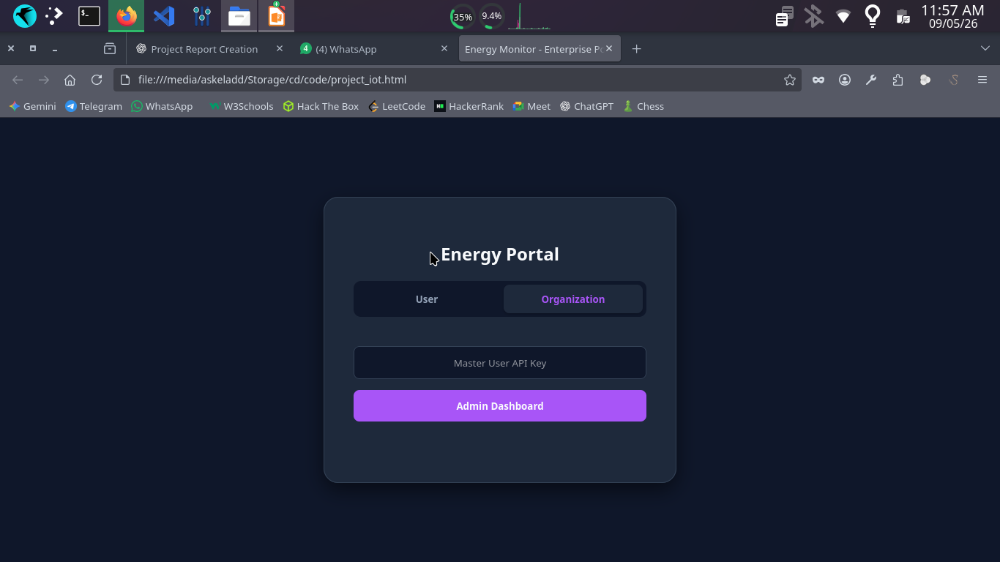 $_
35%
9.4%
11:57 AM
09/05/26
Project Report Creation
4
(4) WhatsApp
Energy Monitor - Enterprise Po
file:///media/askeladd/Storage/cd/code/project_iot.html
Gemini
Telegram
WhatsApp
W3Schools
Hack The Box
LeetCode
HackerRank
Meet
ChatGPT
Chess
Energy Portal
User
Organization
Master User API Key
Admin Dashboard